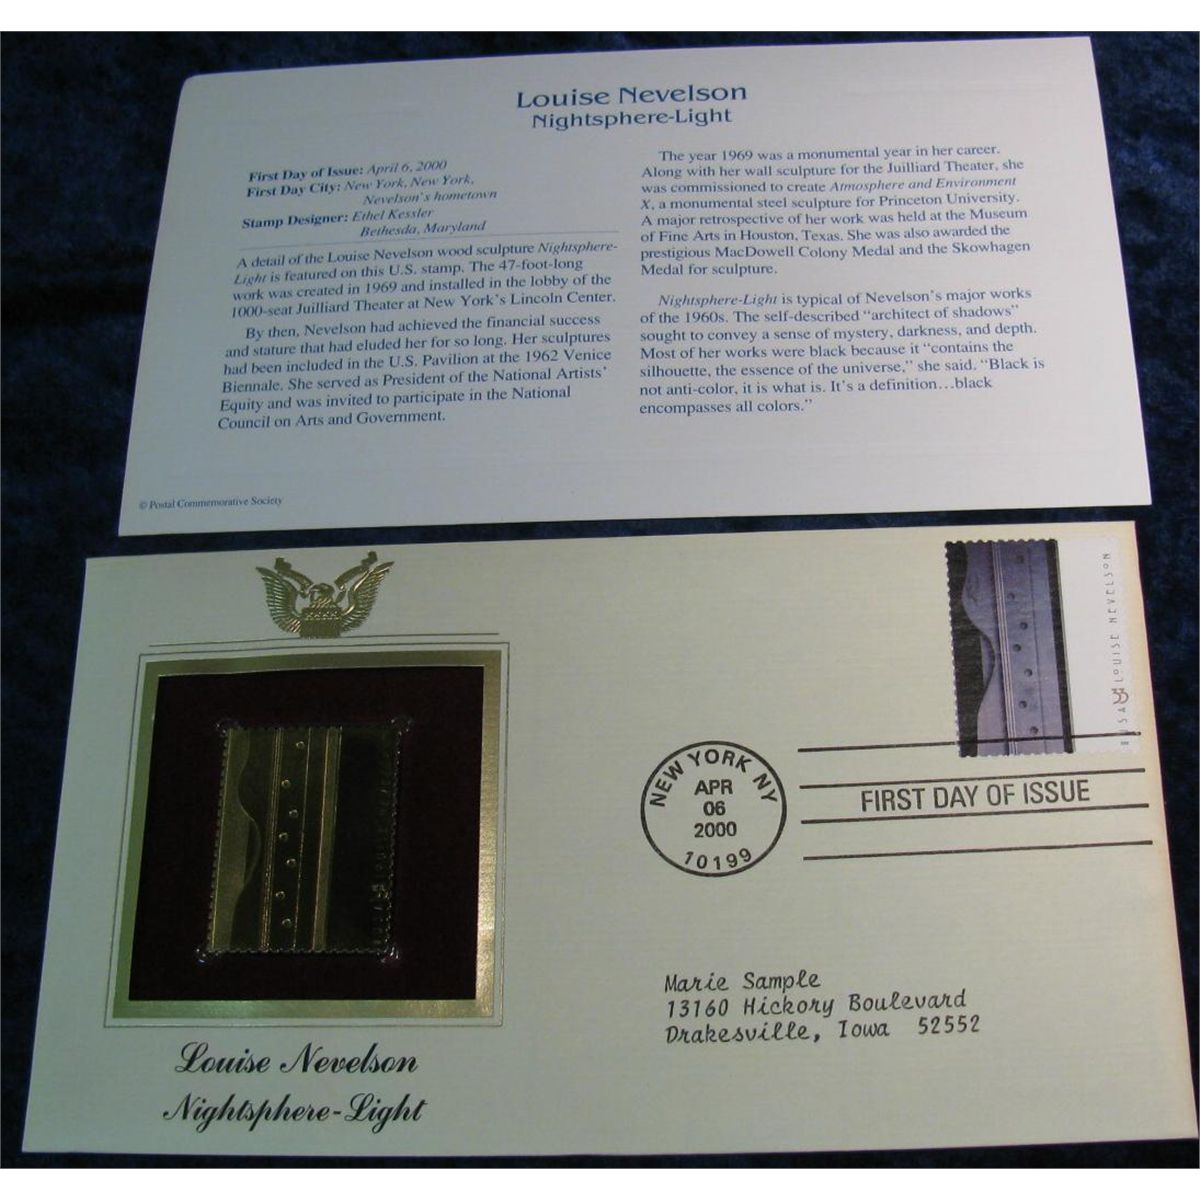 Louise Nevelson
Nightsphere-Light
First Day of Issue: April 6, 2000
First Day City: New York, New York,
Nevelson's hometown
Stamp Designer: Ethel Kessler
Bethesda, Maryland
A detail of the Louise Nevelson wood sculpture Nightsphere-
Light is featured on this U.S. stamp. The 47-foot-long
work was created in 1969 and installed in the lobby of the
1000-seat Juilliard Theater at New York's Lincoln Center.
By then, Nevelson had achieved the financial success
and stature that had eluded her for so long. Her sculptures
had been included in the U.S. Pavilion at the 1962 Venice
Biennale. She served as President of the National Artists'
Equity and was invited to participate in the National
Council on Arts and Government.
The year 1969 was a monumental year in her career.
Along with her wall sculpture for the Juilliard Theater, she
was commissioned to create Atmosphere and Environment
X, a monumental steel sculpture for Princeton University.
A major retrospective of her work was held at the Museum
of Fine Arts in Houston, Texas. She was also awarded the
prestigious MacDowell Colony Medal and the Skowhagen
Medal for sculpture.
Nightsphere-Light is typical of Nevelson's major works
of the 1960s. The self-described "architect of shadows"
sought to convey a sense of mystery, darkness, and depth.
Most of her works were black because it "contains the
silhouette, the essence of the universe," she said. "Black is
not anti-color, it is what is. It's a definition...black
encompasses all colors."
© Postal Commemorative Society
LOUISE NEVELSON
33
USA
NEW YORK NY
APR
06
2000
10199
FIRST DAY OF ISSUE
Marie Sample
13160 Hickory Boulevard
Drakesville, Iowa 52552
Louise Nevelson
Nightsphere-Light